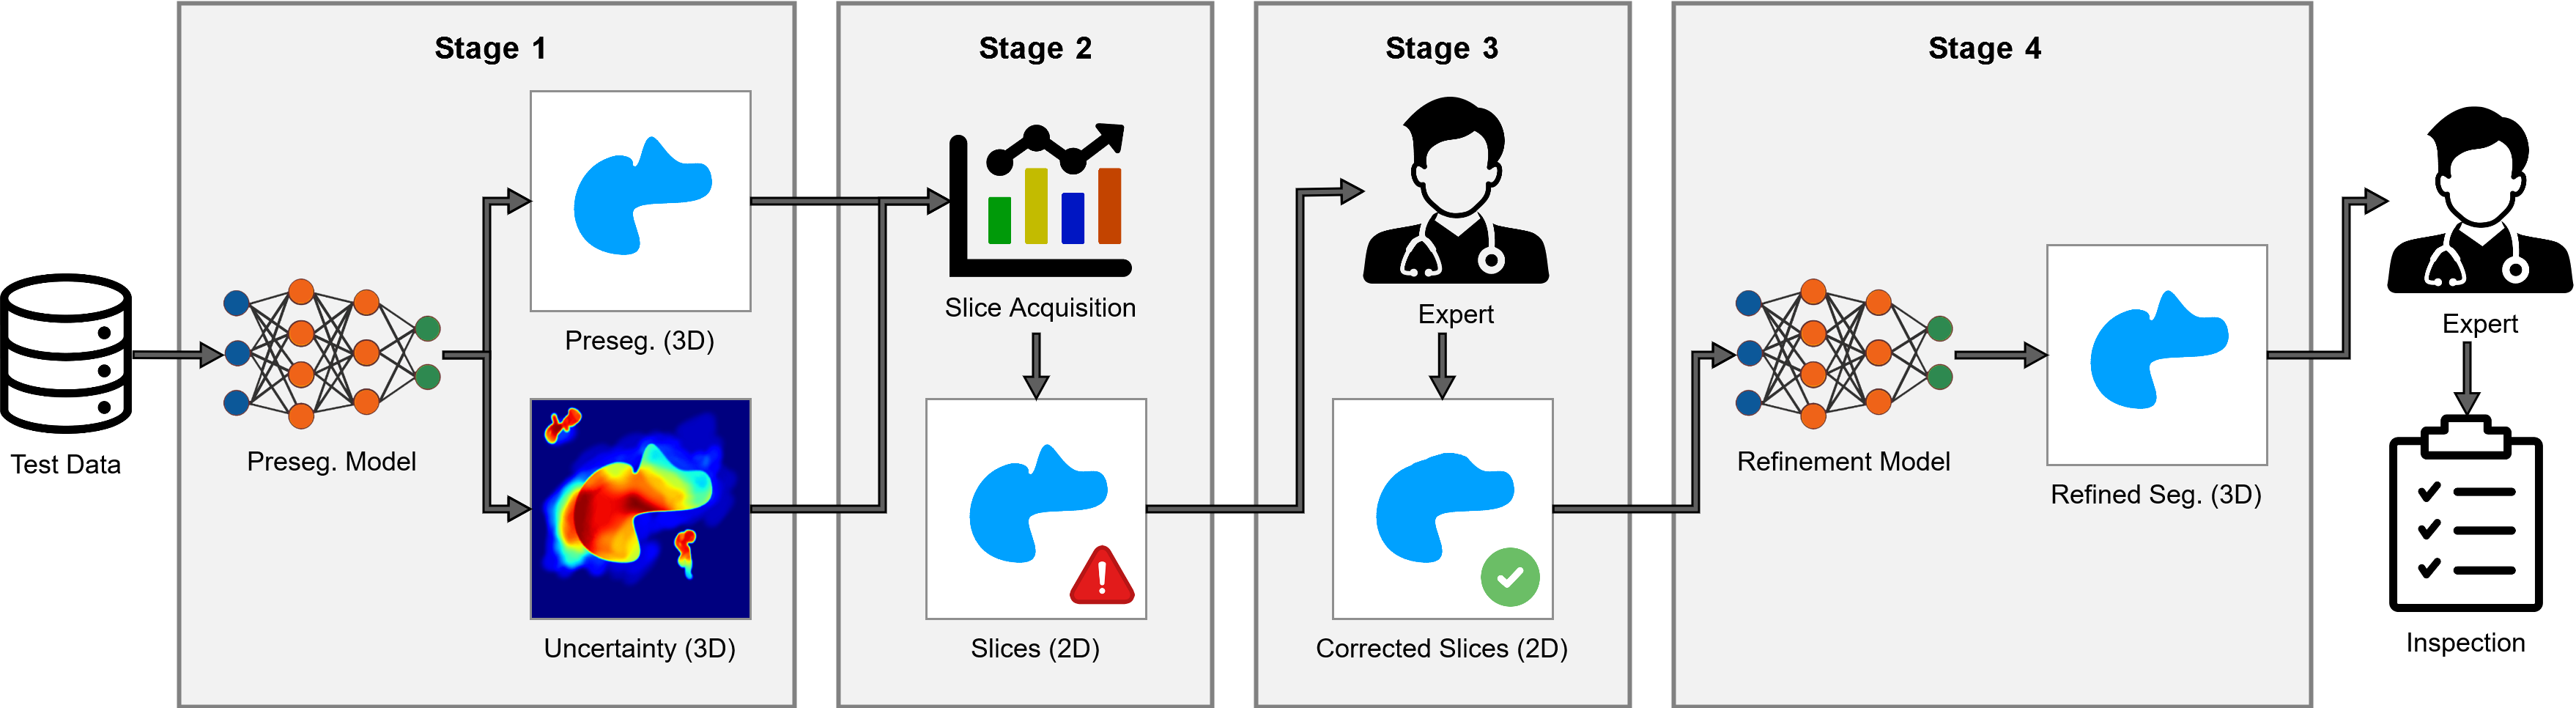 Stage 1
Stage 2
Stage 3
Stage 4
Test Data
Preseg. Model
Preseg. (3D)
Uncertainty (3D)
Slice Acquisition
Slices (2D)
Expert
Corrected Slices (2D)
Refinement Model
Refined Seg. (3D)
Expert
Inspection